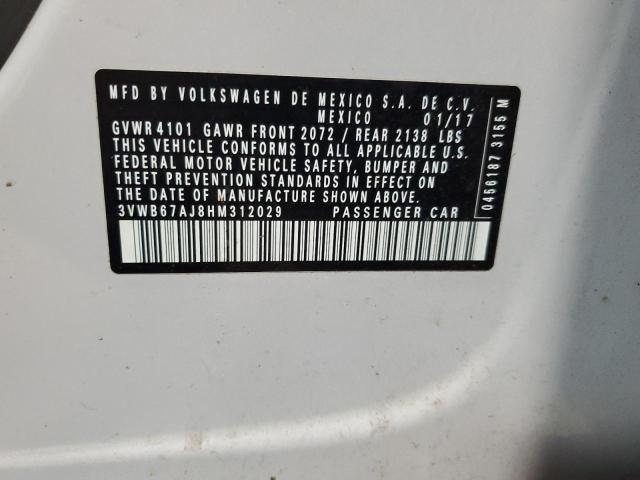 MFD BY VOLKSWAGEN DE MEXICO S.A. DE C.V.
MEXICO 01/17
GVWR 4101 GAWR FRONT 2072 / REAR 2138 LBS
THIS VEHICLE CONFORMS TO ALL APPLICABLE U.S.
FEDERAL MOTOR VEHICLE SAFETY, BUMPER AND
THEFT PREVENTION STANDARDS IN EFFECT ON
THE DATE OF MANUFACTURE SHOWN ABOVE.
3VWB67AJ8HM312029 PASSENGER CAR
0456187 3155 M